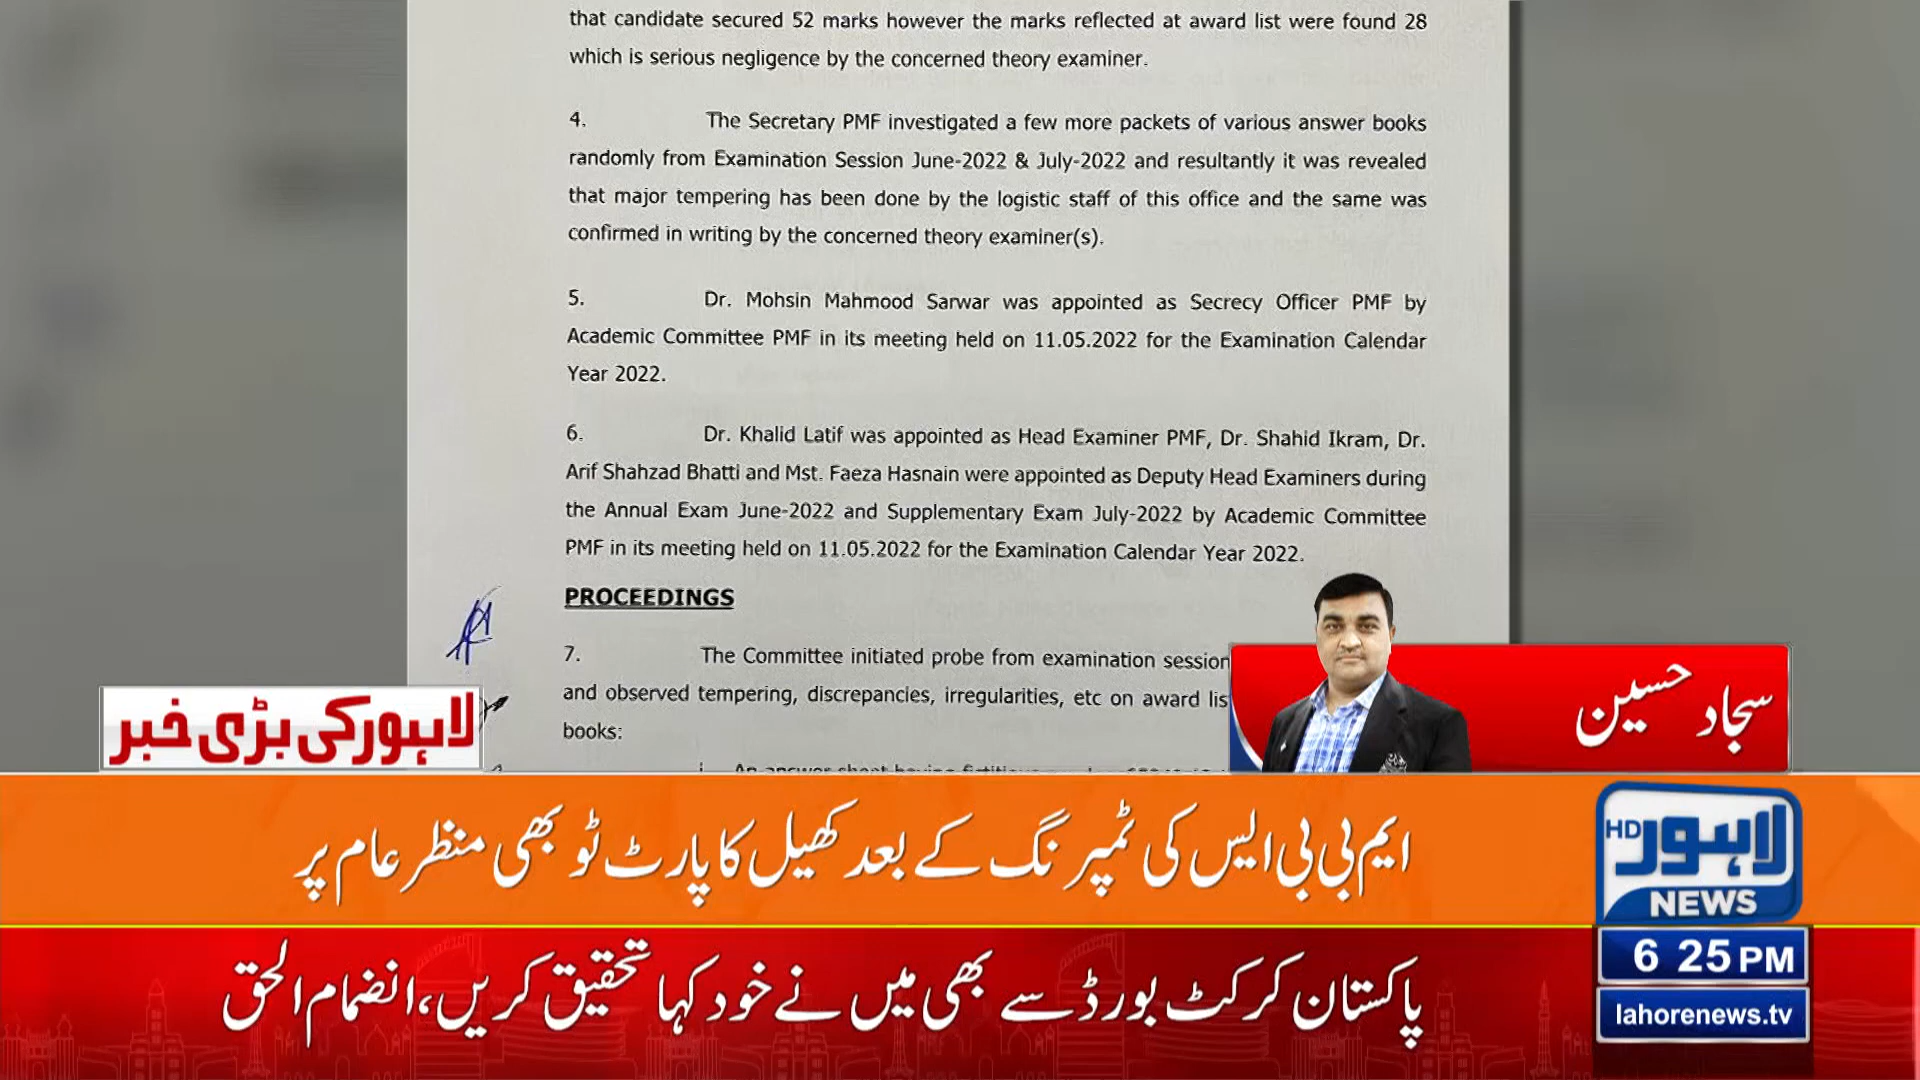 that candidate secured 52 marks however the marks reflected at award list were found 28
which is serious negligence by the concerned theory examiner.
4. The Secretary PMF investigated a few more packets of various answer books
randomly from Examination Session June-2022 & July-2022 and resultantly it was revealed
that major tempering has been done by the logistic staff of this office and the same was
confirmed in writing by the concerned theory examiner(s).
5. Dr. Mohsin Mahmood Sarwar was appointed as Secrecy Officer PMF by
Academic Committee PMF in its meeting held on 11.05.2022 for the Examination Calendar
Year 2022.
6. Dr. Khalid Latif was appointed as Head Examiner PMF, Dr. Shahid Ikram, Dr.
Arif Shahzad Bhatti and Mst. Faeza Hasnain were appointed as Deputy Head Examiners during
the Annual Exam June-2022 and Supplementary Exam July-2022 by Academic Committee
PMF in its meeting held on 11.05.2022 for the Examination Calendar Year 2022.
PROCEEDINGS
7. The Committee initiated probe from examination session
and observed tempering, discrepancies, irregularities, etc on award lis
books:
i. An answer sheet having
سجاد حسین
لاہور کی بڑی خبر
ایم بی بی ایس کی ٹمپرنگ کے بعد کھیل کا پارٹ ٹو بھی منظر عام پر
پاکستان کرکٹ بورڈ سے بھی میں نے خود کہا تحقیق کریں، انضمام الحق
لاہور HD
NEWS
6 25 PM
lahorenews.tv